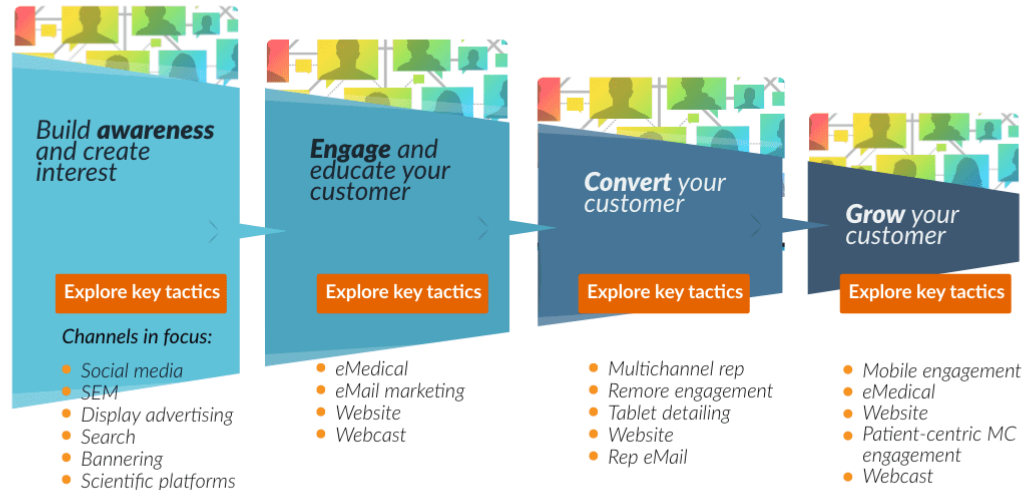 Build awareness
and create
interest
Explore key tactics
Channels in focus:
Social media
SEM
Display advertising
Search
Bannering
Scientific platforms
Engage and
educate your
customer
Explore key tactics
eMedical
eMail marketing
Website
Webcast
Convert your
customer
Explore key tactics
Multichannel rep
Remore engagement
Tablet detailing
Website
Rep eMail
Grow your
customer
Explore key tactics
Mobile engagement
eMedical
Website
Patient-centric MC
engagement
Webcast